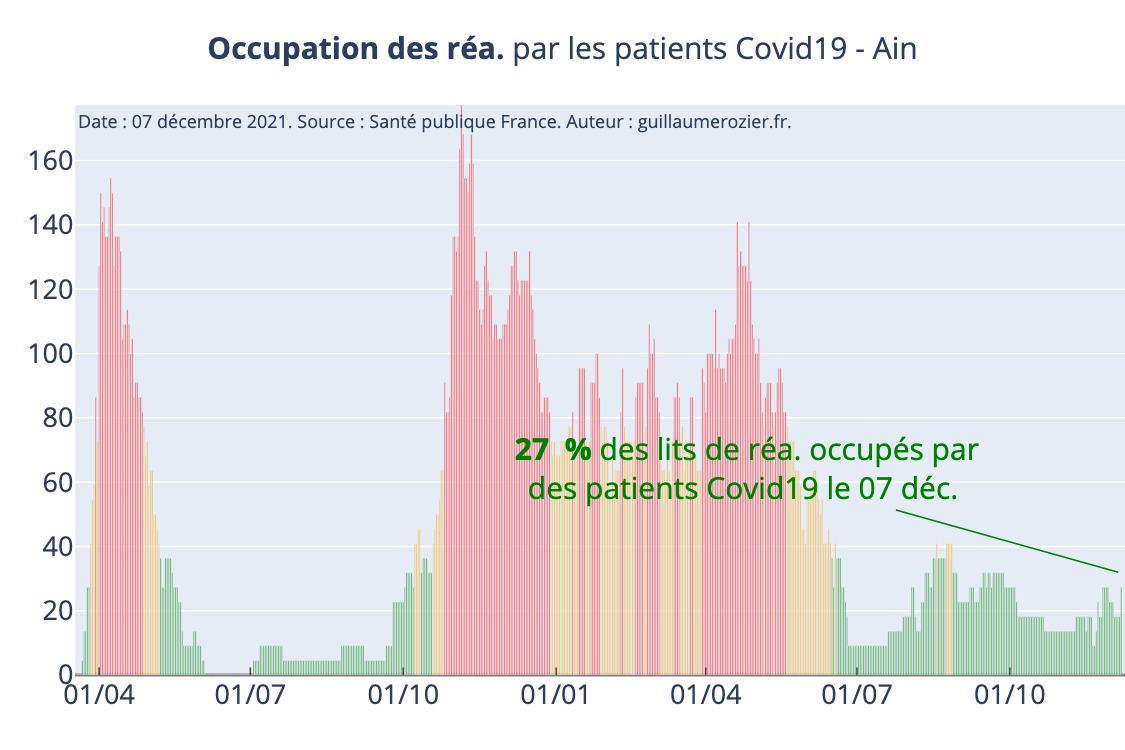 Occupation des réa. par les patients Covid19 - Ain
Date : 07 décembre 2021. Source : Santé publique France. Auteur : guillaumerozier.fr.
160
140
120
100
80
27 % des lits de réa. occupés par
des patients Covid19 le 07 déc.
60
40
20
0
01/04 01/07 01/10 01/01 01/04 01/07 01/10